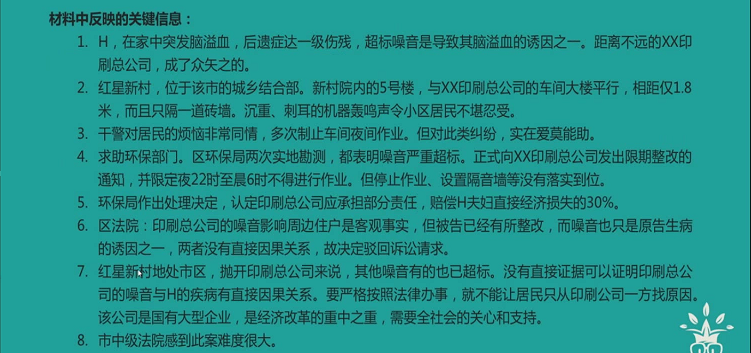 材料中反映的关键信息：
1. H，在家中突发脑溢血，后遗症达一级伤残，超标噪音是导致其脑溢血的诱因之一。距离不远的XX印
刷总公司，成了众矢之的。
2. 红星新村，位于该市的城乡结合部。新村院内的5号楼，与XX印刷总公司的车间大楼平行，相距仅1.8
米，而且只隔一道砖墙。沉重、刺耳的机器轰鸣声令小区居民不堪忍受。
3. 干警对居民的烦恼非常同情，多次制止车间夜间作业。但对此类纠纷，实在爱莫能助。
4. 求助环保部门。区环保局两次实地勘测，都表明噪音严重超标。正式向XX印刷总公司发出限期整改的
通知，并限定夜22时至晨6时不得进行作业。但停止作业、设置隔音墙等没有落实到位。
5. 环保局作出处理决定，认定印刷总公司应承担部分责任，赔偿H夫妇直接经济损失的30%。
6. 区法院：印刷总公司的噪音影响周边住户是客观事实，但被告已经有所整改，而噪音也只是原告生病
的诱因之一，两者没有直接因果关系，故决定驳回诉讼请求。
7. 红星新村地处市区，抛开印刷总公司来说，其他噪音有的也已超标。没有直接证据可以证明印刷总公
司的噪音与H的疾病有直接因果关系。要严格按照法律办事，就不能让居民只从印刷公司一方找原因。
该公司是国有大型企业，是经济改革的重中之重，需要全社会的关心和支持。
8. 市中级法院感到此案难度很大。